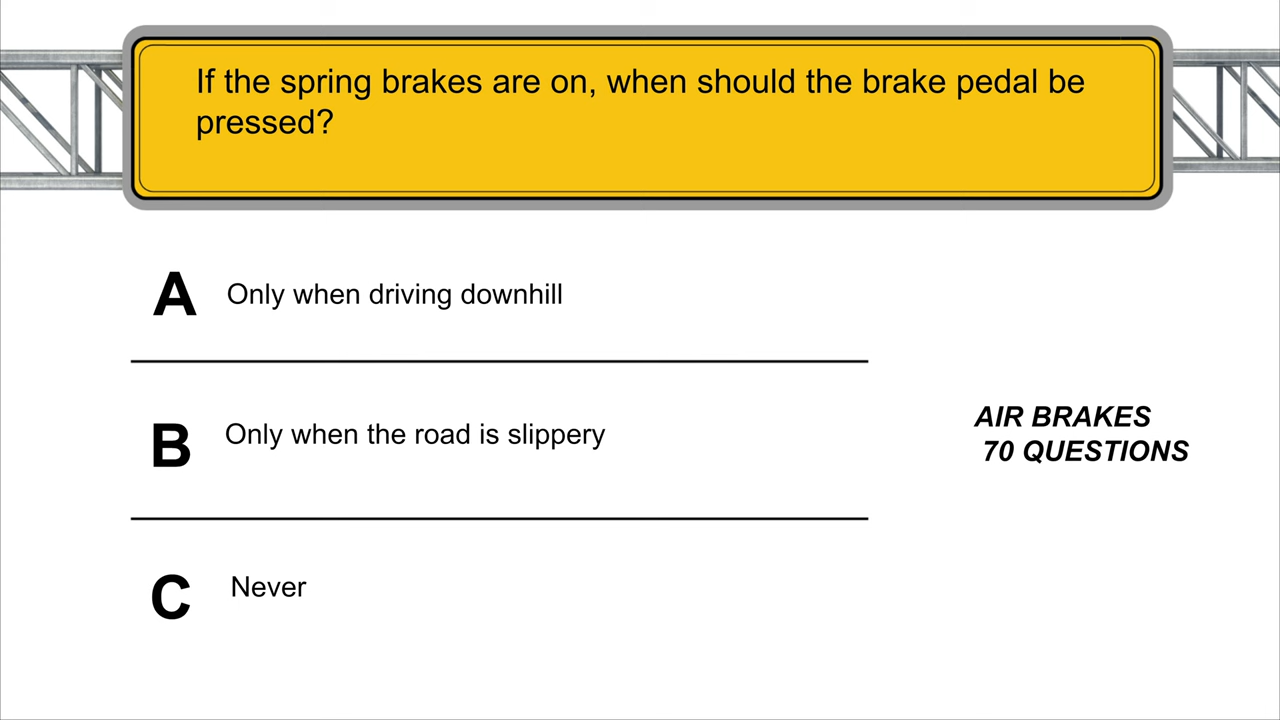 If the spring brakes are on, when should the brake pedal be
pressed?
A Only when driving downhill
B Only when the road is slippery
C Never
AIR BRAKES
70 QUESTIONS